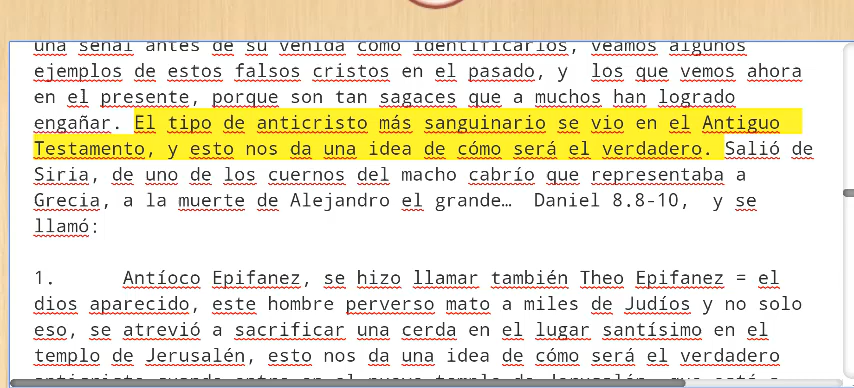 una señal antes de su venida como identificarlos, veamos algunos
ejemplos de estos falsos cristos en el pasado, y  los que vemos ahora
en el presente, porque son tan sagaces que a muchos han logrado
engañar. El tipo de anticristo más sanguinario se vio en el Antiguo
Testamento, y esto nos da una idea de cómo será el verdadero. Salió de
Siria, de uno de los cuernos del macho cabrío que representaba a
Grecia, a la muerte de Alejandro el grande…  Daniel 8.8-10,  y se
llamó:
1.      Antíoco Epifanez, se hizo llamar también Theo Epifanez = el
dios aparecido, este hombre perverso mato a miles de Judíos y no solo
eso, se atrevió a sacrificar una cerda en el lugar santísimo en el
templo de Jerusalén, esto nos da una idea de cómo será el verdadero